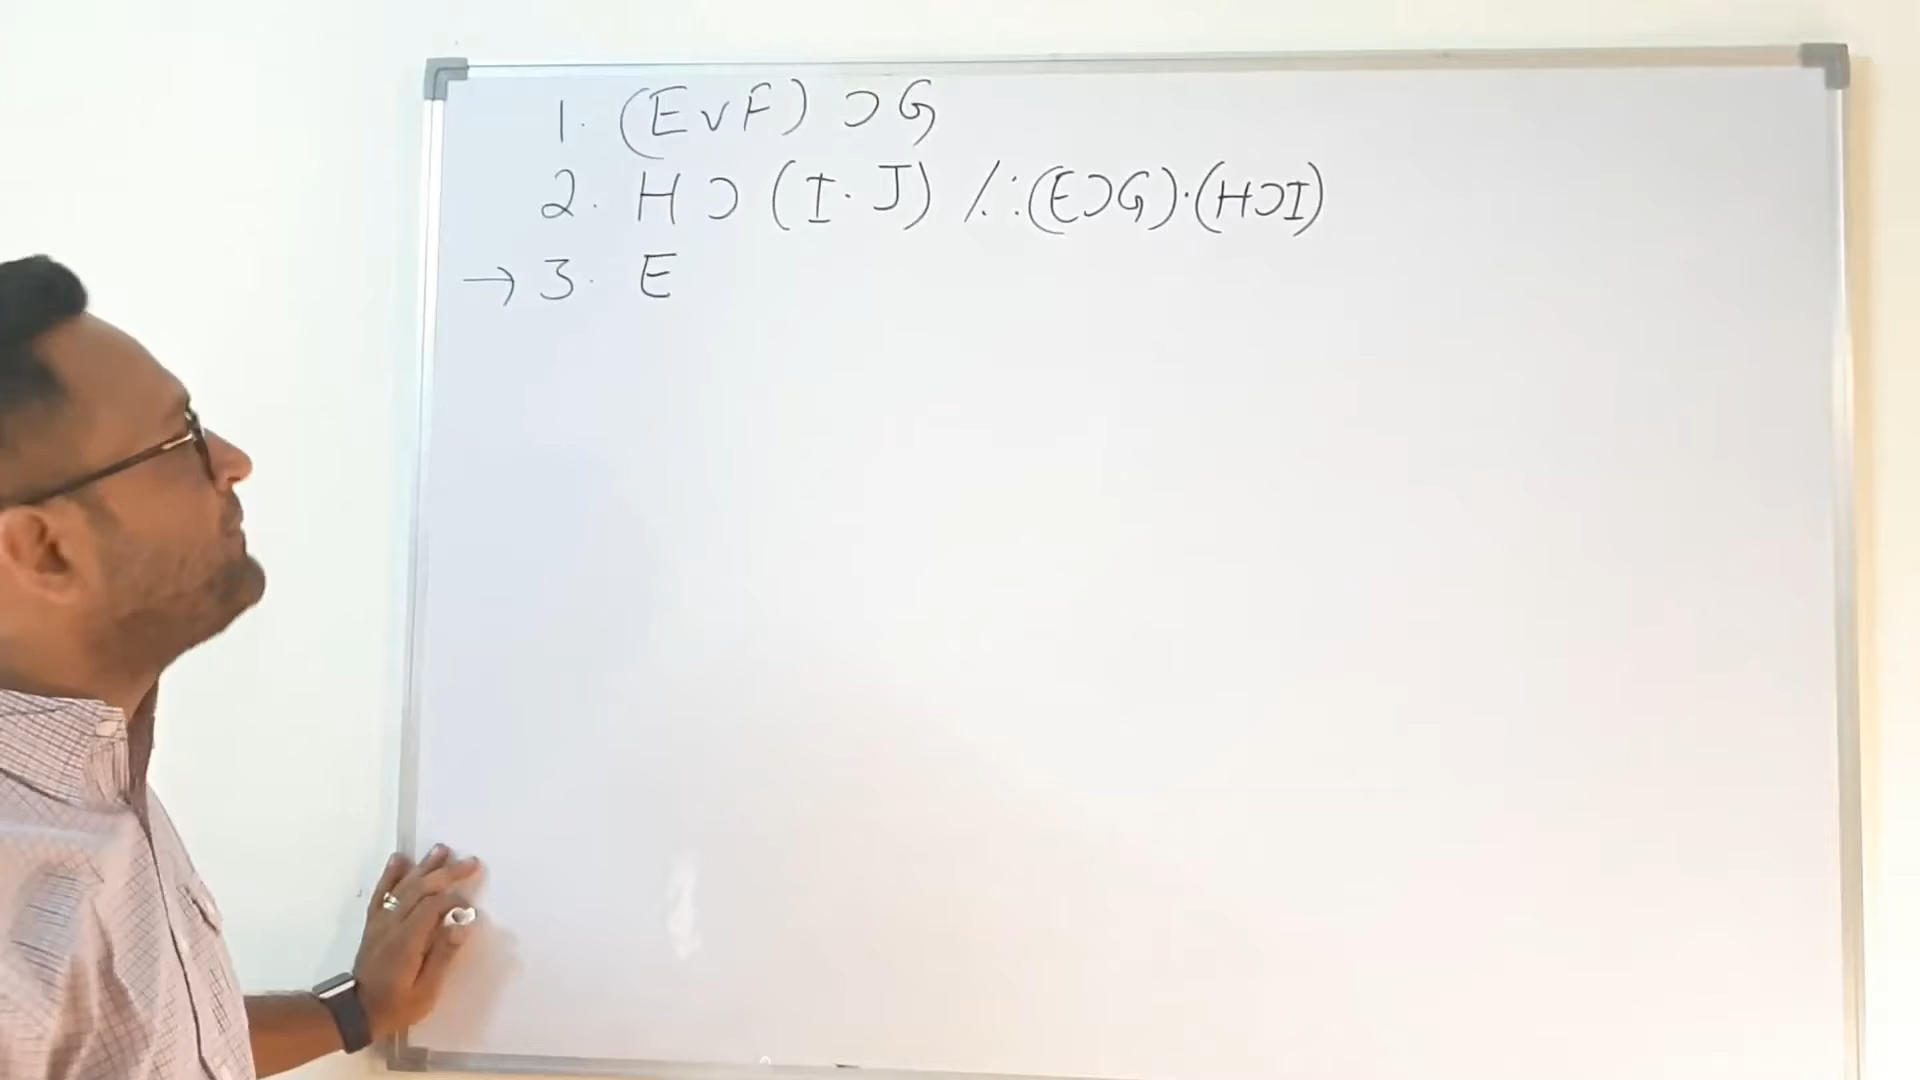 1. (E v F) ⊃ G
2. H ⊃ (I · J) /∴ (E ⊃ G) · (H ⊃ I)
→ 3. E